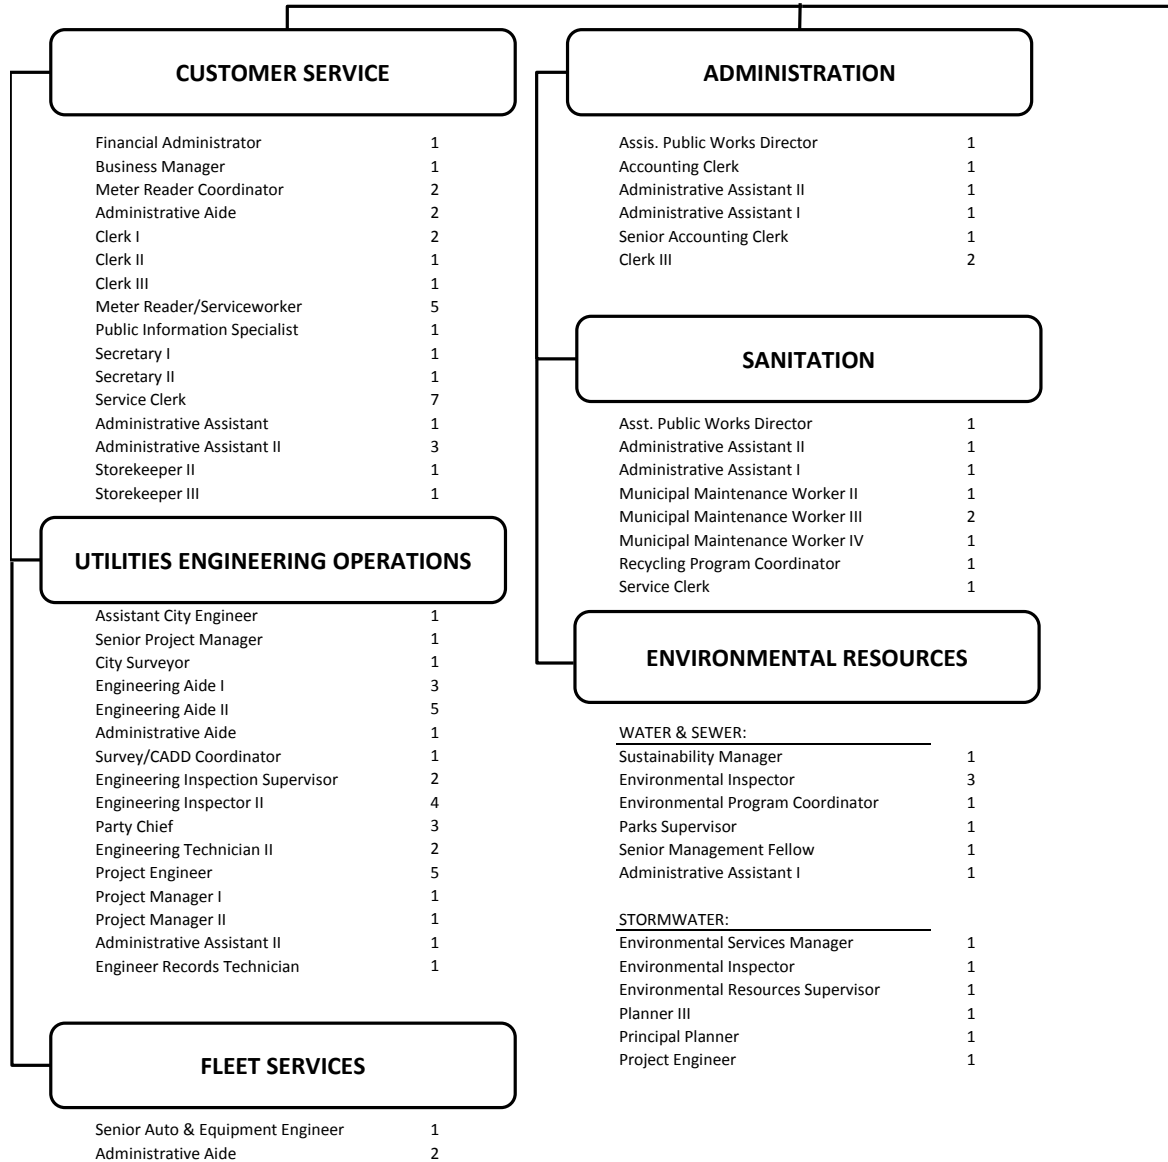 CUSTOMER SERVICE
Financial Administrator 1
Business Manager 1
Meter Reader Coordinator 2
Administrative Aide 2
Clerk I 2
Clerk II 1
Clerk III 1
Meter Reader/Serviceworker 5
Public Information Specialist 1
Secretary I 1
Secretary II 1
Service Clerk 7
Administrative Assistant 1
Administrative Assistant II 3
Storekeeper II 1
Storekeeper III 1
UTILITIES ENGINEERING OPERATIONS
Assistant City Engineer 1
Senior Project Manager 1
City Surveyor 1
Engineering Aide I 3
Engineering Aide II 5
Administrative Aide 1
Survey/CADD Coordinator 1
Engineering Inspection Supervisor 2
Engineering Inspector II 4
Party Chief 3
Engineering Technician II 2
Project Engineer 5
Project Manager I 1
Project Manager II 1
Administrative Assistant II 1
Engineer Records Technician 1
FLEET SERVICES
Senior Auto & Equipment Engineer 1
Administrative Aide 2
ADMINISTRATION
Assis. Public Works Director 1
Accounting Clerk 1
Administrative Assistant II 1
Administrative Assistant I 1
Senior Accounting Clerk 1
Clerk III 2
SANITATION
Asst. Public Works Director 1
Administrative Assistant II 1
Administrative Assistant I 1
Municipal Maintenance Worker II 1
Municipal Maintenance Worker III 2
Municipal Maintenance Worker IV 1
Recycling Program Coordinator 1
Service Clerk 1
ENVIRONMENTAL RESOURCES
WATER & SEWER:
Sustainability Manager 1
Environmental Inspector 3
Environmental Program Coordinator 1
Parks Supervisor 1
Senior Management Fellow 1
Administrative Assistant I 1
STORMWATER:
Environmental Services Manager 1
Environmental Inspector 1
Environmental Resources Supervisor 1
Planner III 1
Principal Planner 1
Project Engineer 1